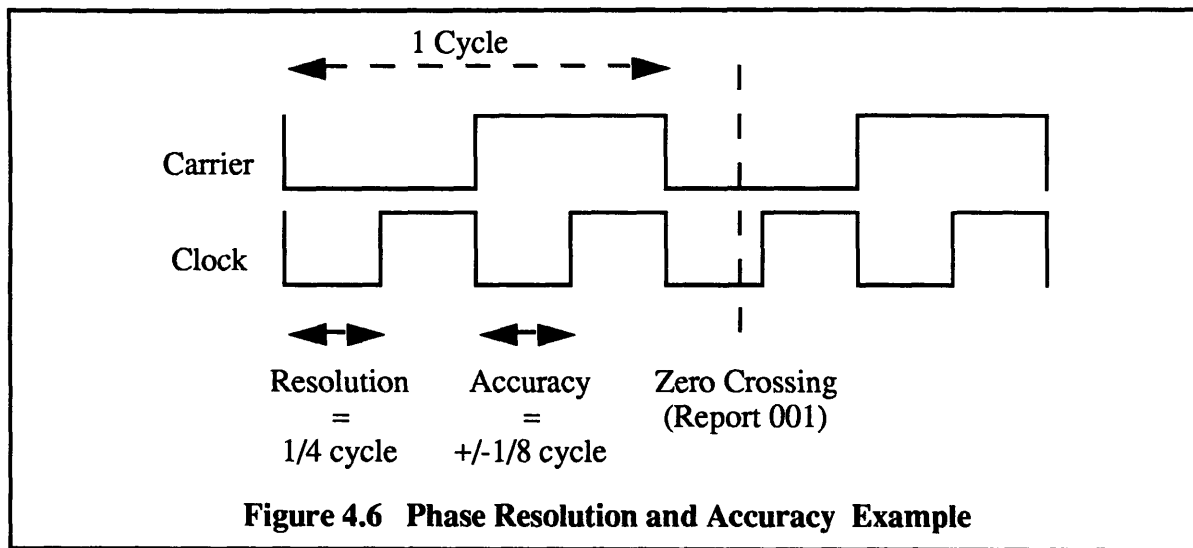 1 Cycle
Carrier
Clock
Resolution
=
1/4 cycle
Accuracy
=
+/-1/8 cycle
Zero Crossing
(Report 001)
Figure 4.6 Phase Resolution and Accuracy Example